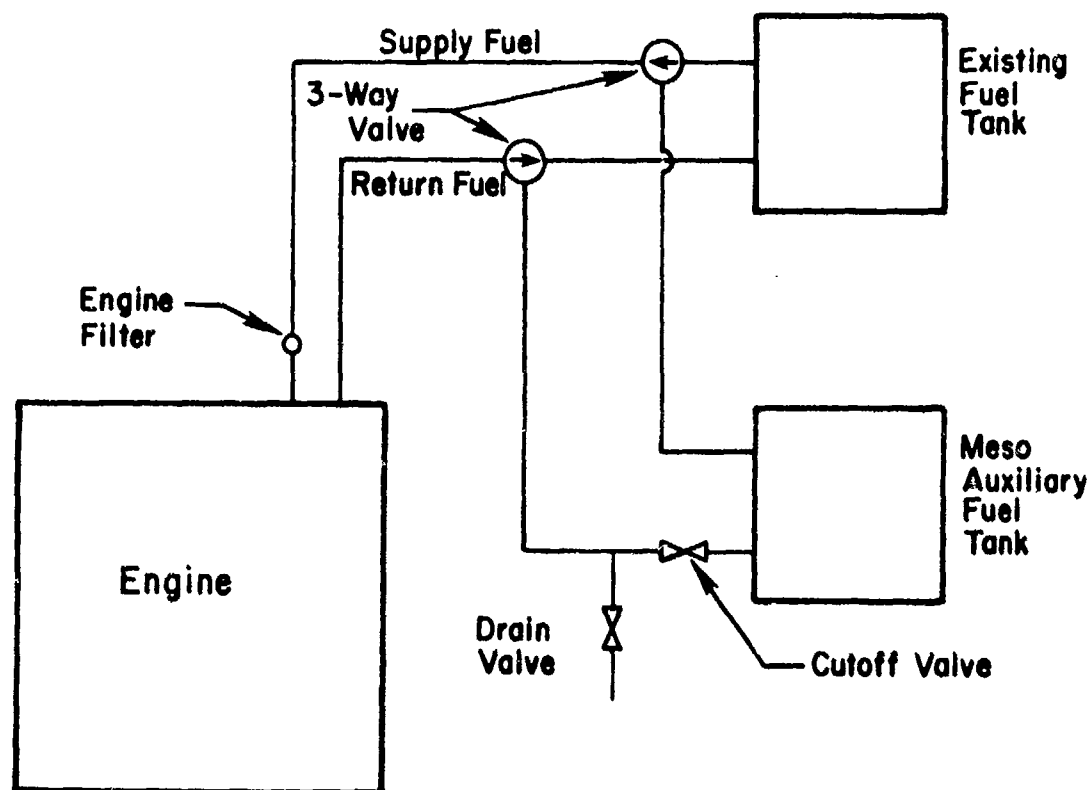 Supply Fuel
3-Way
Valve
Return Fuel
Existing
Fuel
Tank
Engine
Filter
Engine
Meso
Auxiliary
Fuel
Tank
Drain
Valve
Cutoff Valve